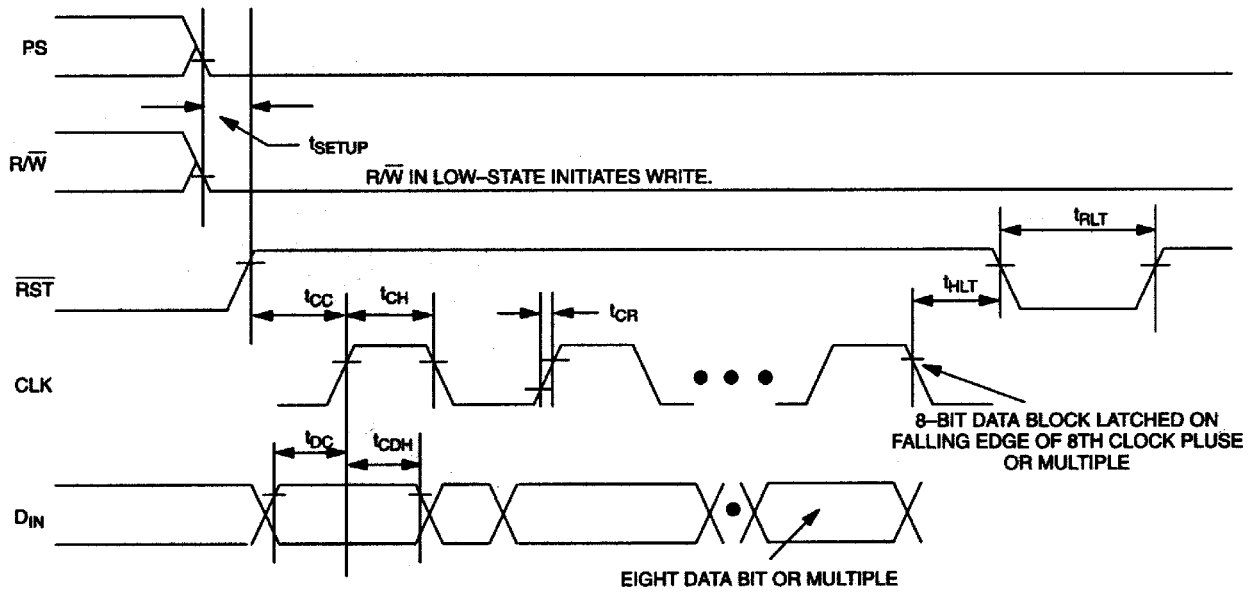 PS
tSETUP
R/W̅
R/W̅ IN LOW–STATE INITIATES WRITE.
tRLT
R̅S̅T̅
tCC
tCH
tCR
tHLT
CLK
8–BIT DATA BLOCK LATCHED ON
FALLING EDGE OF 8TH CLOCK PLUSE
OR MULTIPLE
tDC
tCDH
DIN
EIGHT DATA BIT OR MULTIPLE